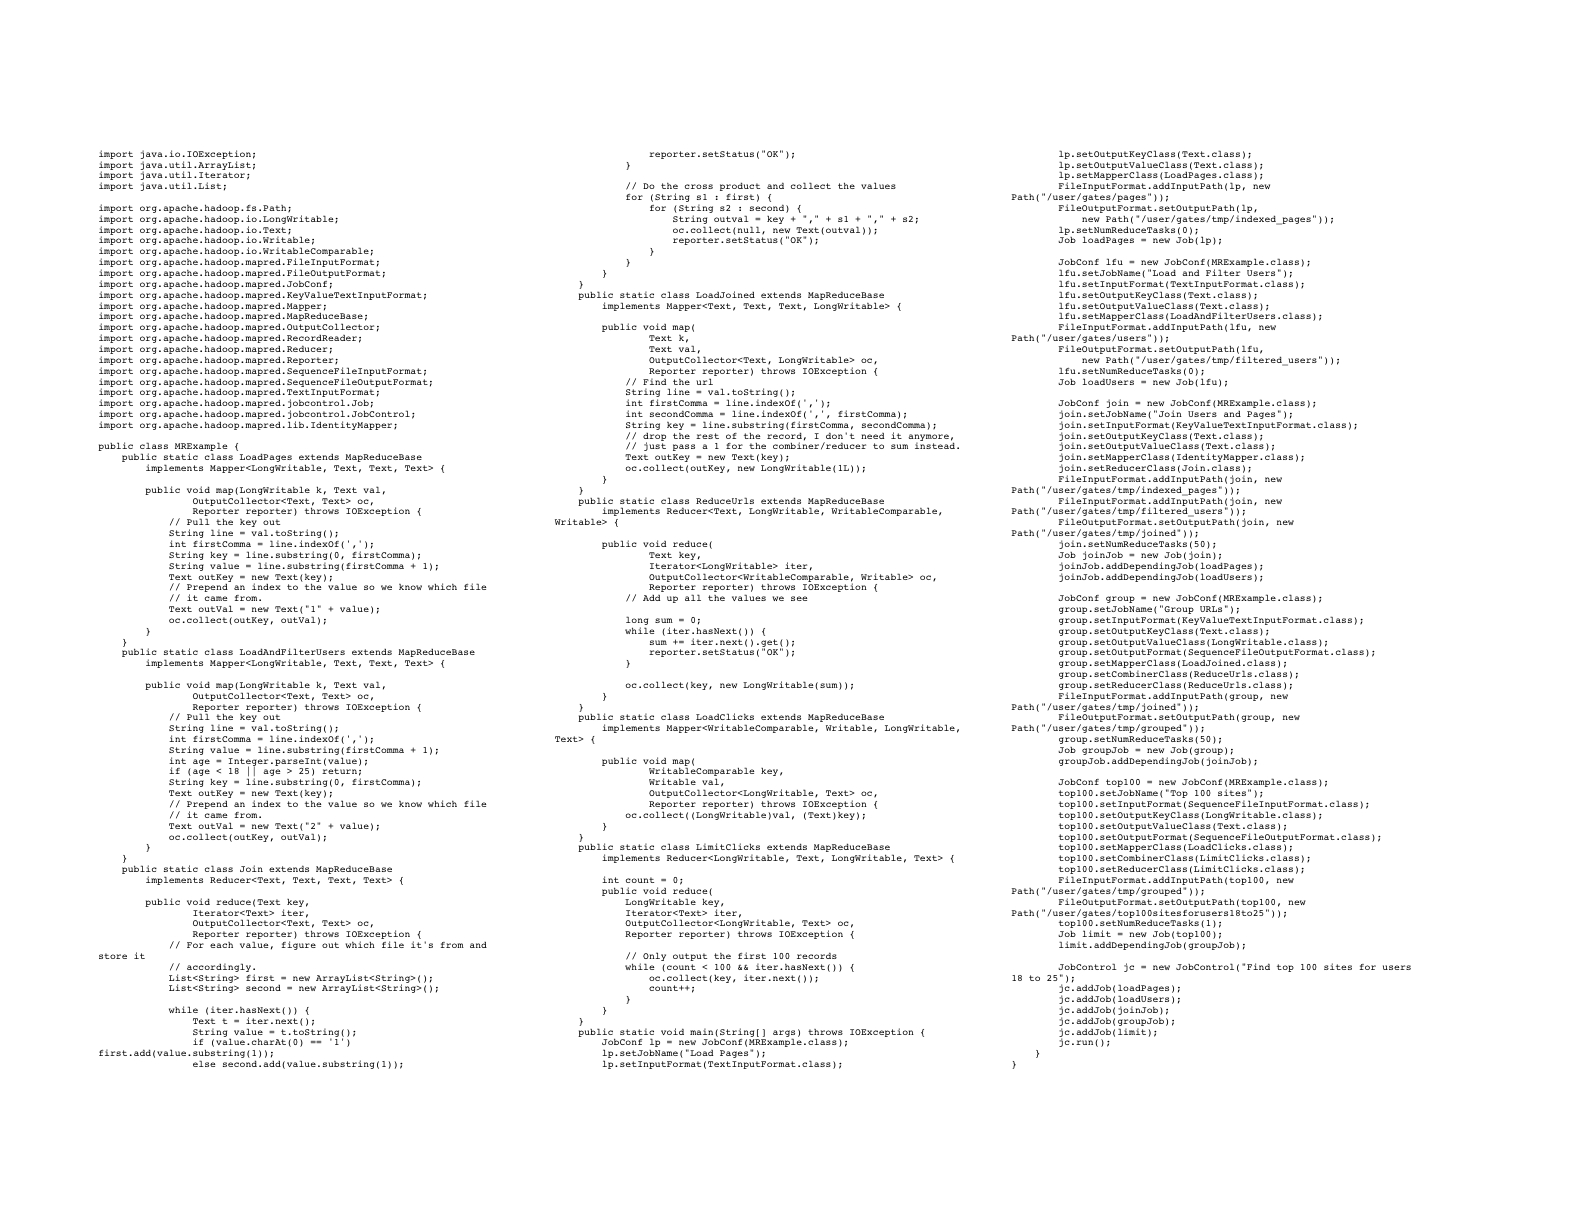 import java.io.IOException;
import java.util.ArrayList;
import java.util.Iterator;
import java.util.List;

import org.apache.hadoop.fs.Path;
import org.apache.hadoop.io.LongWritable;
import org.apache.hadoop.io.Text;
import org.apache.hadoop.io.Writable;
import org.apache.hadoop.io.WritableComparable;
import org.apache.hadoop.mapred.FileInputFormat;
import org.apache.hadoop.mapred.FileOutputFormat;
import org.apache.hadoop.mapred.JobConf;
import org.apache.hadoop.mapred.KeyValueTextInputFormat;
import org.apache.hadoop.mapred.Mapper;
import org.apache.hadoop.mapred.MapReduceBase;
import org.apache.hadoop.mapred.OutputCollector;
import org.apache.hadoop.mapred.RecordReader;
import org.apache.hadoop.mapred.Reducer;
import org.apache.hadoop.mapred.Reporter;
import org.apache.hadoop.mapred.SequenceFileInputFormat;
import org.apache.hadoop.mapred.SequenceFileOutputFormat;
import org.apache.hadoop.mapred.TextInputFormat;
import org.apache.hadoop.mapred.jobcontrol.Job;
import org.apache.hadoop.mapred.jobcontrol.JobControl;
import org.apache.hadoop.mapred.lib.IdentityMapper;

public class MRExample {
    public static class LoadPages extends MapReduceBase
        implements Mapper<LongWritable, Text, Text, Text> {

        public void map(LongWritable k, Text val,
                OutputCollector<Text, Text> oc,
                Reporter reporter) throws IOException {
            // Pull the key out
            String line = val.toString();
            int firstComma = line.indexOf(',');
            String key = line.substring(0, firstComma);
            String value = line.substring(firstComma + 1);
            Text outKey = new Text(key);
            // Prepend an index to the value so we know which file
            // it came from.
            Text outVal = new Text("1" + value);
            oc.collect(outKey, outVal);
        }
    }
    public static class LoadAndFilterUsers extends MapReduceBase
        implements Mapper<LongWritable, Text, Text, Text> {

        public void map(LongWritable k, Text val,
                OutputCollector<Text, Text> oc,
                Reporter reporter) throws IOException {
            // Pull the key out
            String line = val.toString();
            int firstComma = line.indexOf(',');
            String value = line.substring(firstComma + 1);
            int age = Integer.parseInt(value);
            if (age < 18 || age > 25) return;
            String key = line.substring(0, firstComma);
            Text outKey = new Text(key);
            // Prepend an index to the value so we know which file
            // it came from.
            Text outVal = new Text("2" + value);
            oc.collect(outKey, outVal);
        }
    }
    public static class Join extends MapReduceBase
        implements Reducer<Text, Text, Text, Text> {

        public void reduce(Text key,
                Iterator<Text> iter,
                OutputCollector<Text, Text> oc,
                Reporter reporter) throws IOException {
            // For each value, figure out which file it's from and
store it
            // accordingly.
            List<String> first = new ArrayList<String>();
            List<String> second = new ArrayList<String>();

            while (iter.hasNext()) {
                Text t = iter.next();
                String value = t.toString();
                if (value.charAt(0) == '1')
first.add(value.substring(1));
                else second.add(value.substring(1));
                reporter.setStatus("OK");
            }

            // Do the cross product and collect the values
            for (String s1 : first) {
                for (String s2 : second) {
                    String outval = key + "," + s1 + "," + s2;
                    oc.collect(null, new Text(outval));
                    reporter.setStatus("OK");
                }
            }
        }
    }
    public static class LoadJoined extends MapReduceBase
        implements Mapper<Text, Text, Text, LongWritable> {

        public void map(
                Text k,
                Text val,
                OutputCollector<Text, LongWritable> oc,
                Reporter reporter) throws IOException {
            // Find the url
            String line = val.toString();
            int firstComma = line.indexOf(',');
            int secondComma = line.indexOf(',', firstComma);
            String key = line.substring(firstComma, secondComma);
            // drop the rest of the record, I don't need it anymore,
            // just pass a 1 for the combiner/reducer to sum instead.
            Text outKey = new Text(key);
            oc.collect(outKey, new LongWritable(1L));
        }
    }
    public static class ReduceUrls extends MapReduceBase
        implements Reducer<Text, LongWritable, WritableComparable,
Writable> {

        public void reduce(
                Text key,
                Iterator<LongWritable> iter,
                OutputCollector<WritableComparable, Writable> oc,
                Reporter reporter) throws IOException {
            // Add up all the values we see

            long sum = 0;
            while (iter.hasNext()) {
                sum += iter.next().get();
                reporter.setStatus("OK");
            }

            oc.collect(key, new LongWritable(sum));
        }
    }
    public static class LoadClicks extends MapReduceBase
        implements Mapper<WritableComparable, Writable, LongWritable,
Text> {

        public void map(
                WritableComparable key,
                Writable val,
                OutputCollector<LongWritable, Text> oc,
                Reporter reporter) throws IOException {
            oc.collect((LongWritable)val, (Text)key);
        }
    }
    public static class LimitClicks extends MapReduceBase
        implements Reducer<LongWritable, Text, LongWritable, Text> {

        int count = 0;
        public void reduce(
            LongWritable key,
            Iterator<Text> iter,
            OutputCollector<LongWritable, Text> oc,
            Reporter reporter) throws IOException {

            // Only output the first 100 records
            while (count < 100 && iter.hasNext()) {
                oc.collect(key, iter.next());
                count++;
            }
        }
    }
    public static void main(String[] args) throws IOException {
        JobConf lp = new JobConf(MRExample.class);
        lp.setJobName("Load Pages");
        lp.setInputFormat(TextInputFormat.class);
        lp.setOutputKeyClass(Text.class);
        lp.setOutputValueClass(Text.class);
        lp.setMapperClass(LoadPages.class);
        FileInputFormat.addInputPath(lp, new
Path("/user/gates/pages"));
        FileOutputFormat.setOutputPath(lp,
            new Path("/user/gates/tmp/indexed_pages"));
        lp.setNumReduceTasks(0);
        Job loadPages = new Job(lp);

        JobConf lfu = new JobConf(MRExample.class);
        lfu.setJobName("Load and Filter Users");
        lfu.setInputFormat(TextInputFormat.class);
        lfu.setOutputKeyClass(Text.class);
        lfu.setOutputValueClass(Text.class);
        lfu.setMapperClass(LoadAndFilterUsers.class);
        FileInputFormat.addInputPath(lfu, new
Path("/user/gates/users"));
        FileOutputFormat.setOutputPath(lfu,
            new Path("/user/gates/tmp/filtered_users"));
        lfu.setNumReduceTasks(0);
        Job loadUsers = new Job(lfu);

        JobConf join = new JobConf(MRExample.class);
        join.setJobName("Join Users and Pages");
        join.setInputFormat(KeyValueTextInputFormat.class);
        join.setOutputKeyClass(Text.class);
        join.setOutputValueClass(Text.class);
        join.setMapperClass(IdentityMapper.class);
        join.setReducerClass(Join.class);
        FileInputFormat.addInputPath(join, new
Path("/user/gates/tmp/indexed_pages"));
        FileInputFormat.addInputPath(join, new
Path("/user/gates/tmp/filtered_users"));
        FileOutputFormat.setOutputPath(join, new
Path("/user/gates/tmp/joined"));
        join.setNumReduceTasks(50);
        Job joinJob = new Job(join);
        joinJob.addDependingJob(loadPages);
        joinJob.addDependingJob(loadUsers);

        JobConf group = new JobConf(MRExample.class);
        group.setJobName("Group URLs");
        group.setInputFormat(KeyValueTextInputFormat.class);
        group.setOutputKeyClass(Text.class);
        group.setOutputValueClass(LongWritable.class);
        group.setOutputFormat(SequenceFileOutputFormat.class);
        group.setMapperClass(LoadJoined.class);
        group.setCombinerClass(ReduceUrls.class);
        group.setReducerClass(ReduceUrls.class);
        FileInputFormat.addInputPath(group, new
Path("/user/gates/tmp/joined"));
        FileOutputFormat.setOutputPath(group, new
Path("/user/gates/tmp/grouped"));
        group.setNumReduceTasks(50);
        Job groupJob = new Job(group);
        groupJob.addDependingJob(joinJob);

        JobConf top100 = new JobConf(MRExample.class);
        top100.setJobName("Top 100 sites");
        top100.setInputFormat(SequenceFileInputFormat.class);
        top100.setOutputKeyClass(LongWritable.class);
        top100.setOutputValueClass(Text.class);
        top100.setOutputFormat(SequenceFileOutputFormat.class);
        top100.setMapperClass(LoadClicks.class);
        top100.setCombinerClass(LimitClicks.class);
        top100.setReducerClass(LimitClicks.class);
        FileInputFormat.addInputPath(top100, new
Path("/user/gates/tmp/grouped"));
        FileOutputFormat.setOutputPath(top100, new
Path("/user/gates/top100sitesforusers18to25"));
        top100.setNumReduceTasks(1);
        Job limit = new Job(top100);
        limit.addDependingJob(groupJob);

        JobControl jc = new JobControl("Find top 100 sites for users
18 to 25");
        jc.addJob(loadPages);
        jc.addJob(loadUsers);
        jc.addJob(joinJob);
        jc.addJob(groupJob);
        jc.addJob(limit);
        jc.run();
    }
}